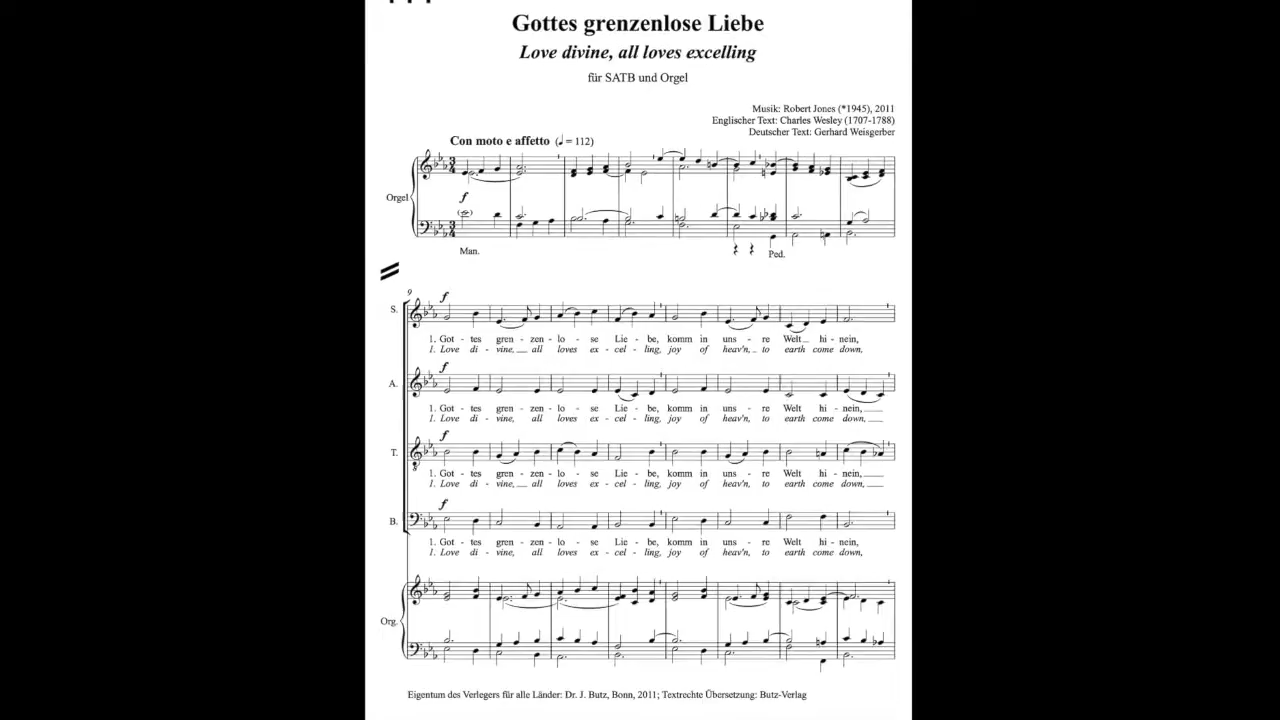 Gottes grenzenlose Liebe
Love divine, all loves excelling
für SATB und Orgel
Musik: Robert Jones (*1945), 2011
Englischer Text: Charles Wesley (1707-1788)
Deutscher Text: Gerhard Weisgerber
Con moto e affetto (♩ = 112)
Orgel
f
Man.
Ped.
9
f
S.
1. Got - tes gren - zen - lo - se Lie - be, komm in uns - re Welt hi - nein,
1. Love di - vine, all loves ex - cel - ling, joy of heav'n, to earth come down,
f
A.
1. Got - tes gren - zen - lo - se Lie - be, komm in uns - re Welt hi - nein,
1. Love di - vine, all loves ex - cel - ling, joy of heav'n, to earth come down,
f
T.
1. Got - tes gren - zen - lo - se Lie - be, komm in uns - re Welt hi - nein,
1. Love di - vine, all loves ex - cel - ling, joy of heav'n, to earth come down,
f
B.
1. Got - tes gren - zen - lo - se Lie - be, komm in uns - re Welt hi - nein,
1. Love di - vine, all loves ex - cel - ling, joy of heav'n, to earth come down,
Org.
Eigentum des Verlegers für alle Länder: Dr. J. Butz, Bonn, 2011; Textrechte Übersetzung: Butz-Verlag